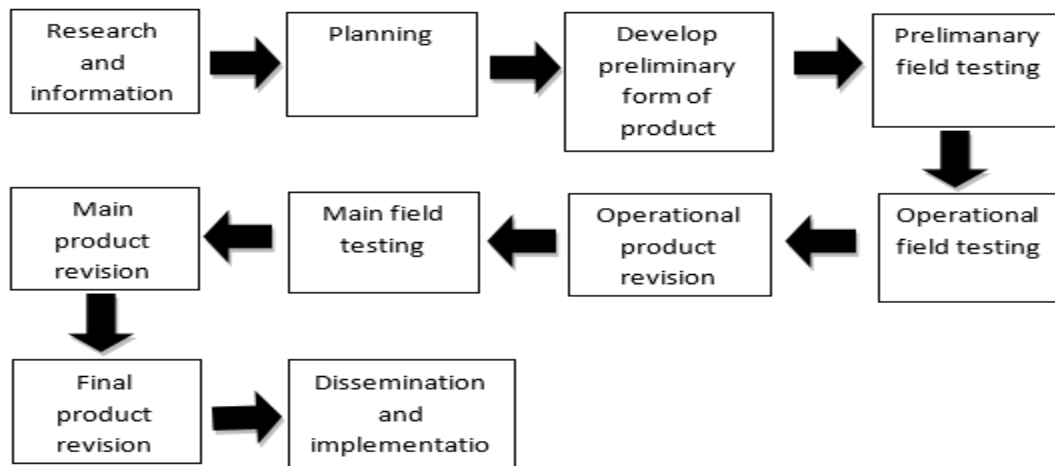 Research
and
information
Planning
Develop
preliminary
form of
product
Prelimanary
field testing
Operational
field testing
Operational
product
revision
Main field
testing
Main
product
revision
Final
product
revision
Dissemination
and
implementatio